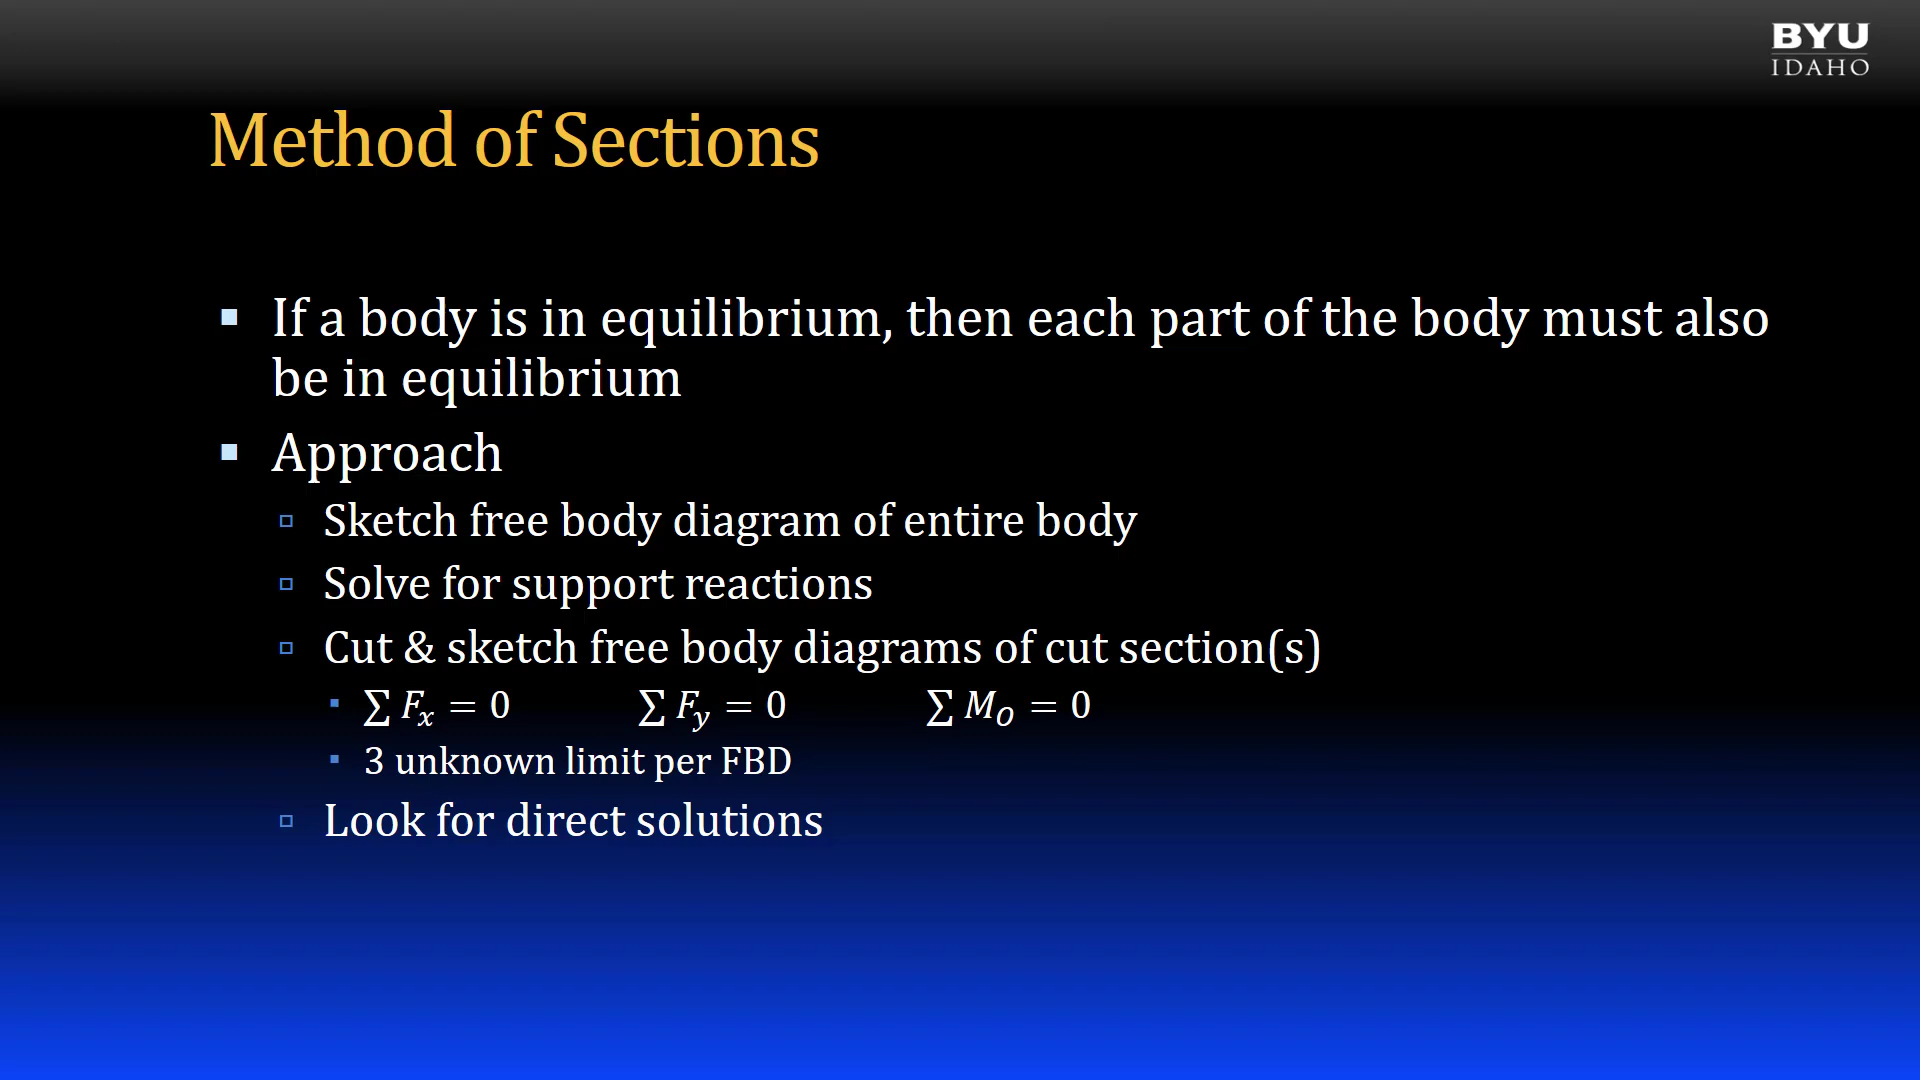 BYU
IDAHO
Method of Sections
▪ If a body is in equilibrium, then each part of the body must also
be in equilibrium
▪ Approach
▫ Sketch free body diagram of entire body
▫ Solve for support reactions
▫ Cut & sketch free body diagrams of cut section(s)
▪ ∑ Fₓ = 0 ∑ F_y = 0 ∑ M_O = 0
▪ 3 unknown limit per FBD
▫ Look for direct solutions